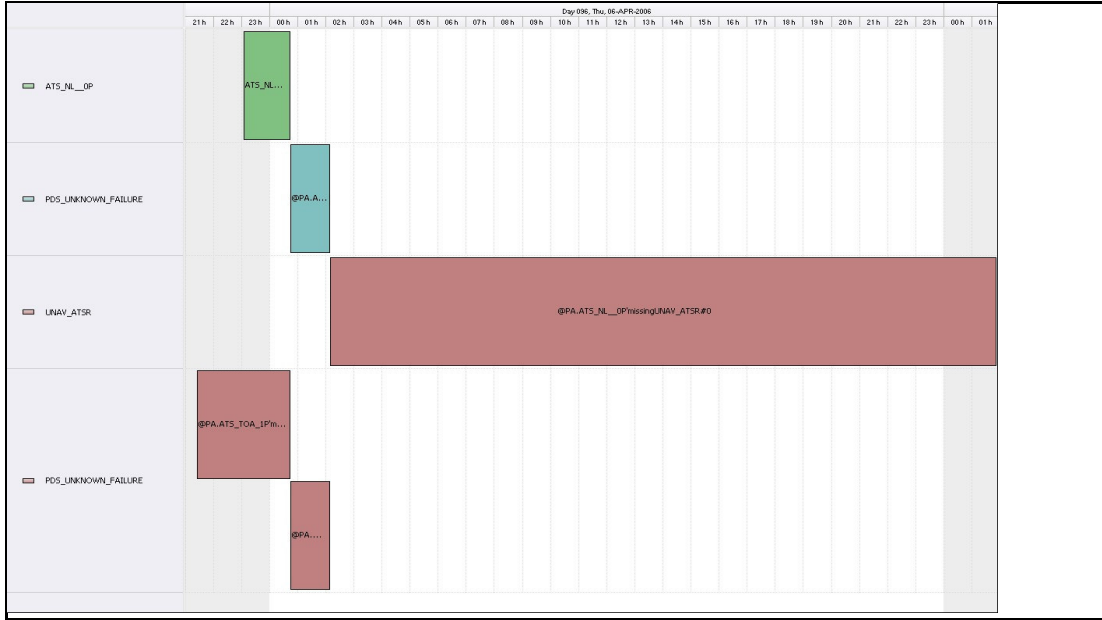 Day 096, Thu, 06-APR-2006
21 h 22 h 23 h 00 h 01 h 02 h 03 h 04 h 05 h 06 h 07 h 08 h 09 h 10 h 11 h 12 h 13 h 14 h 15 h 16 h 17 h 18 h 19 h 20 h 21 h 22 h 23 h 00 h 01 h
ATS_NL__0P
ATS_NL...
PDS_UNKNOWN_FAILURE
@PA.A...
UNAV_ATSR
@PA.ATS_NL__0P'missingUNAV_ATSR#0
@PA.ATS_TOA_1P'm...
PDS_UNKNOWN_FAILURE
@PA....